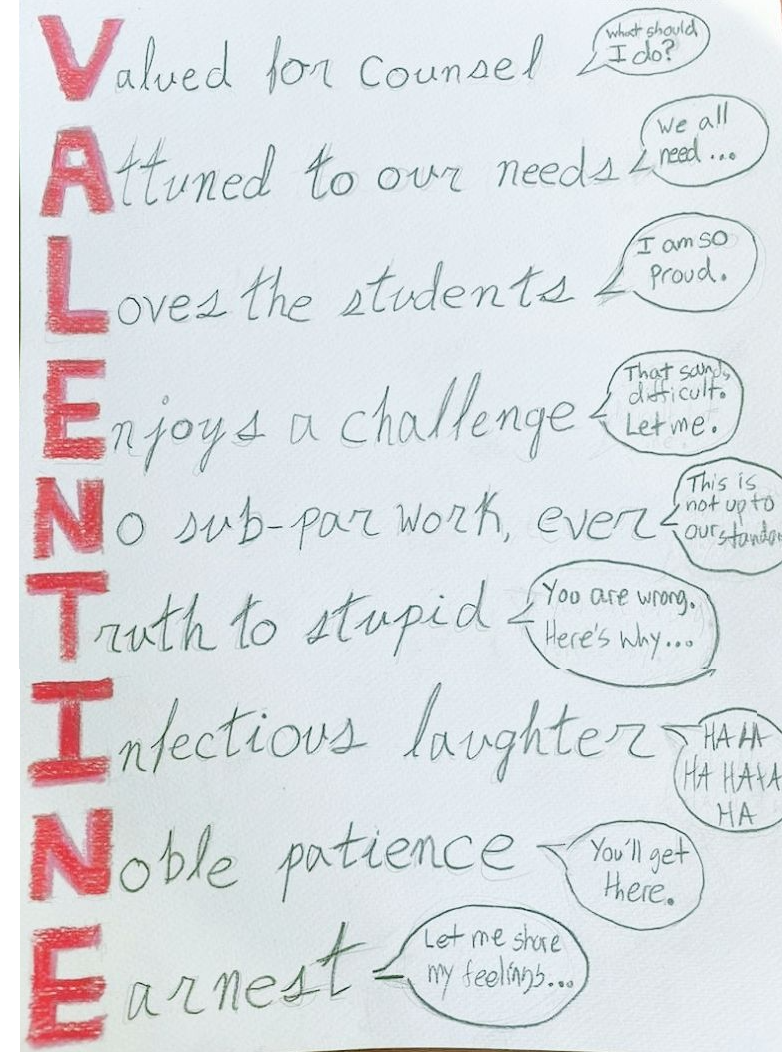 Valued for Counsel
What should
I do?
Attuned to our needs
We all
need...
Loves the students
I am so
Proud.
Enjoys a challenge
That sounds
difficult.
Let me.
No sub-par work, ever
This is
not up to
our
Truth to stupid
You are wrong.
Here's Why...
Infectious laughter
HA HA
HA HAHA
HA
Noble patience
You'll get
there.
Earnest
Let me share
my feelings...